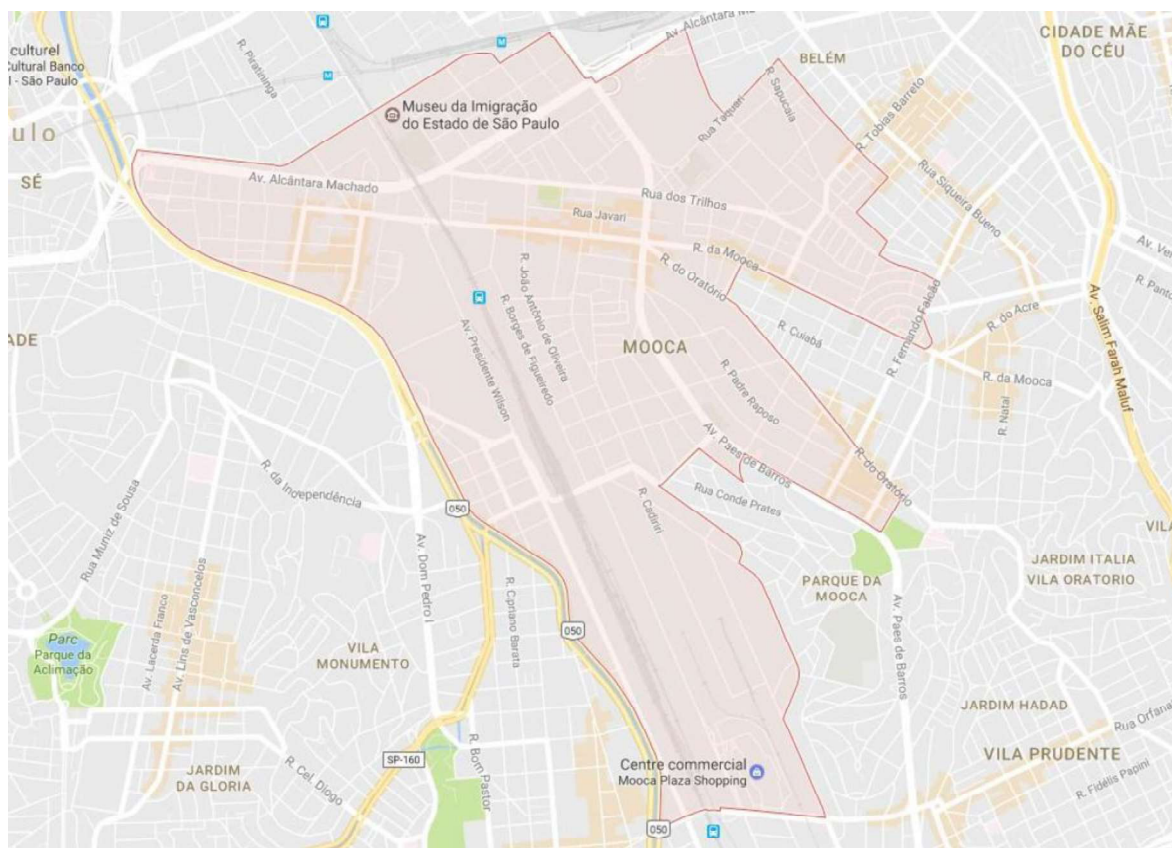 culturel
Cultural Banco
l - São Paulo
ulo
SÉ
ADE
R. Piratininga
M
M
Av. Alcântara Ma
BELÉM
CIDADE MÃE
DO CÉU
Museu da Imigração
do Estado de São Paulo
R. Sapucaia
Rua Taquari
R. Tobias Barreto
Rua Siqueira Bueno
Av. Alcântara Machado
Rua dos Trilhos
Rua Javari
R. da Mooca
R. do Oratório
Av. Ve
R. Panto
Av. Salim Farah Maluf
R. do Acre
R. Fernando Falcão
R. Cuiabá
R. da Mooca
R. Natal
R. João Antônio de Oliveira
R. Borges de Figueiredo
Av. Presidente Wilson
MOOCA
R. Padre Raposo
Av. Paes de Barros
R. do Oratório
Rua Conde Prates
R. Cadiriri
R. da Independência
Rua Muniz de Sousa
050
Av. Dom Pedro I
R. Cipriano Barata
050
VILA
JARDIM ITALIA
VILA ORATORIO
PARQUE DA
MOOCA
Av. Paes de Barros
Parc
Parque da
Aclimação
Av. Lacerda Franco
Av. Lins de Vasconcelos
VILA
MONUMENTO
JARDIM HADAD
Rua Orfana
VILA PRUDENTE
R. Fidélis Papini
SP-160
R. Bom Pastor
JARDIM
DA GLORIA
R. Cel. Diogo
Centre commercial
Mooca Plaza Shopping
050